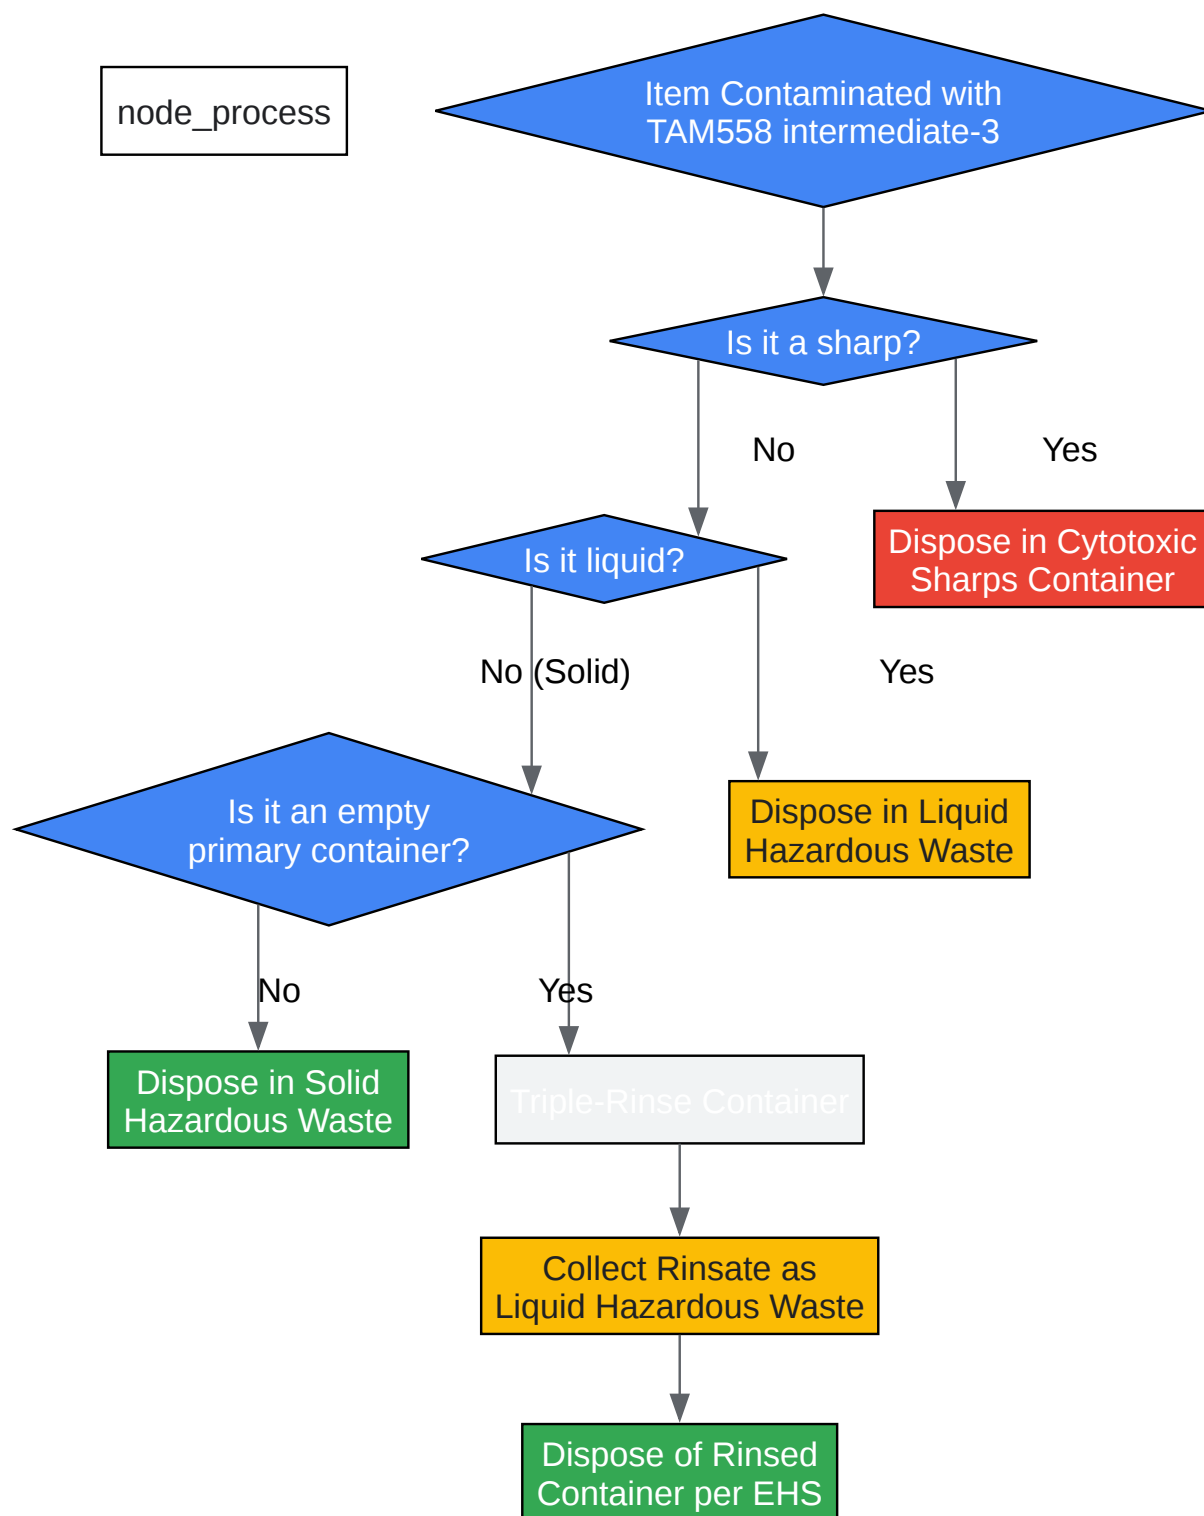 node_process
Item Contaminated with
TAM558 intermediate-3
Is it a sharp?
No
Yes
Dispose in Cytotoxic
Sharps Container
Is it liquid?
No (Solid)
Yes
Is it an empty
primary container?
Dispose in Liquid
Hazardous Waste
No
Yes
Dispose in Solid
Hazardous Waste
Triple-Rinse Container
Collect Rinsate as
Liquid Hazardous Waste
Dispose of Rinsed
Container per EHS